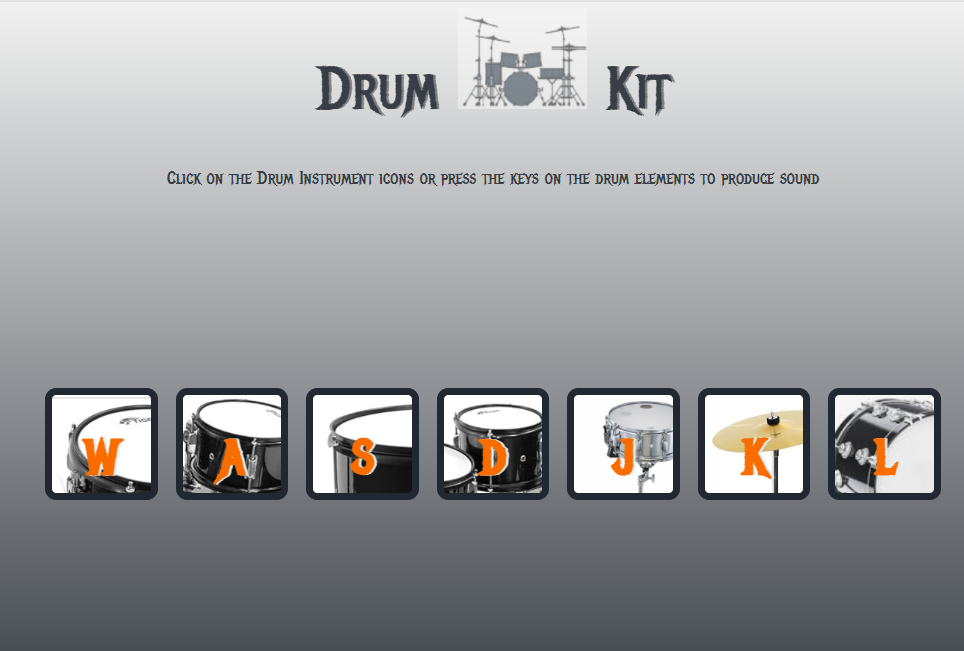 Drum Kit
Click on the Drum Instrument icons or press the keys on the drum elements to produce sound
W A S D J K L